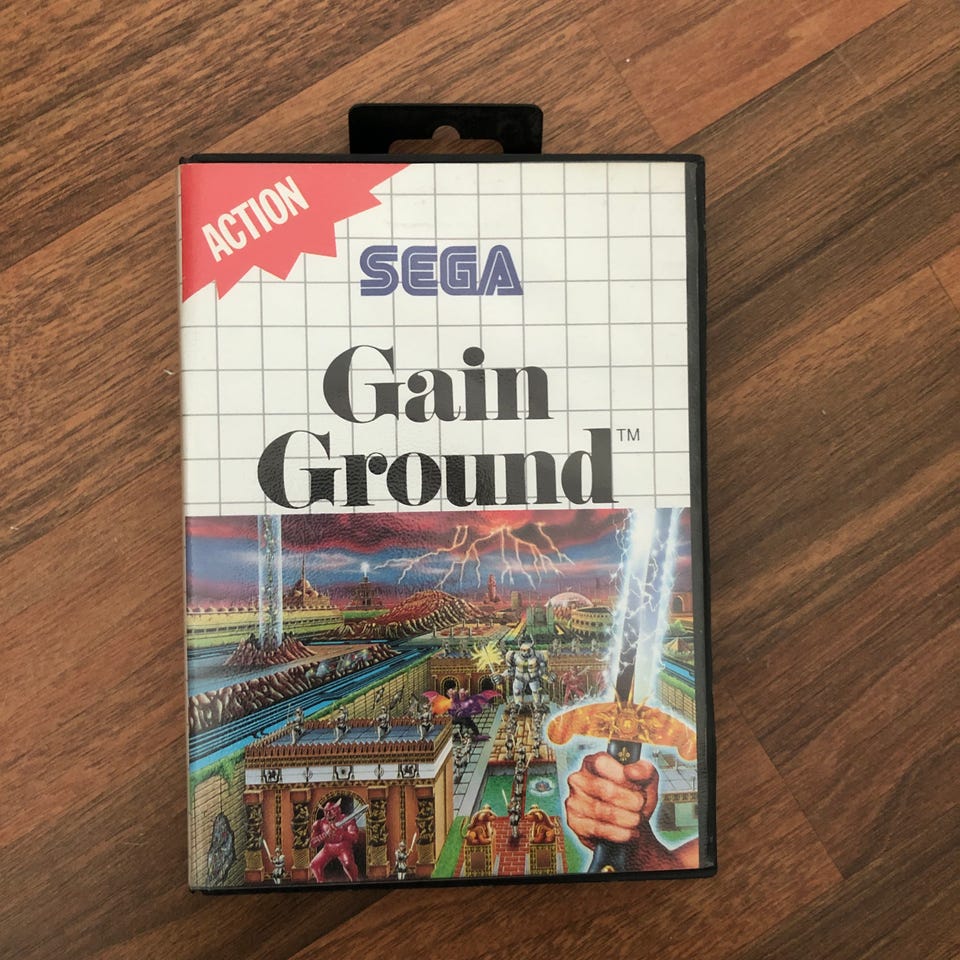 ACTION
SEGA
Gain
Ground™